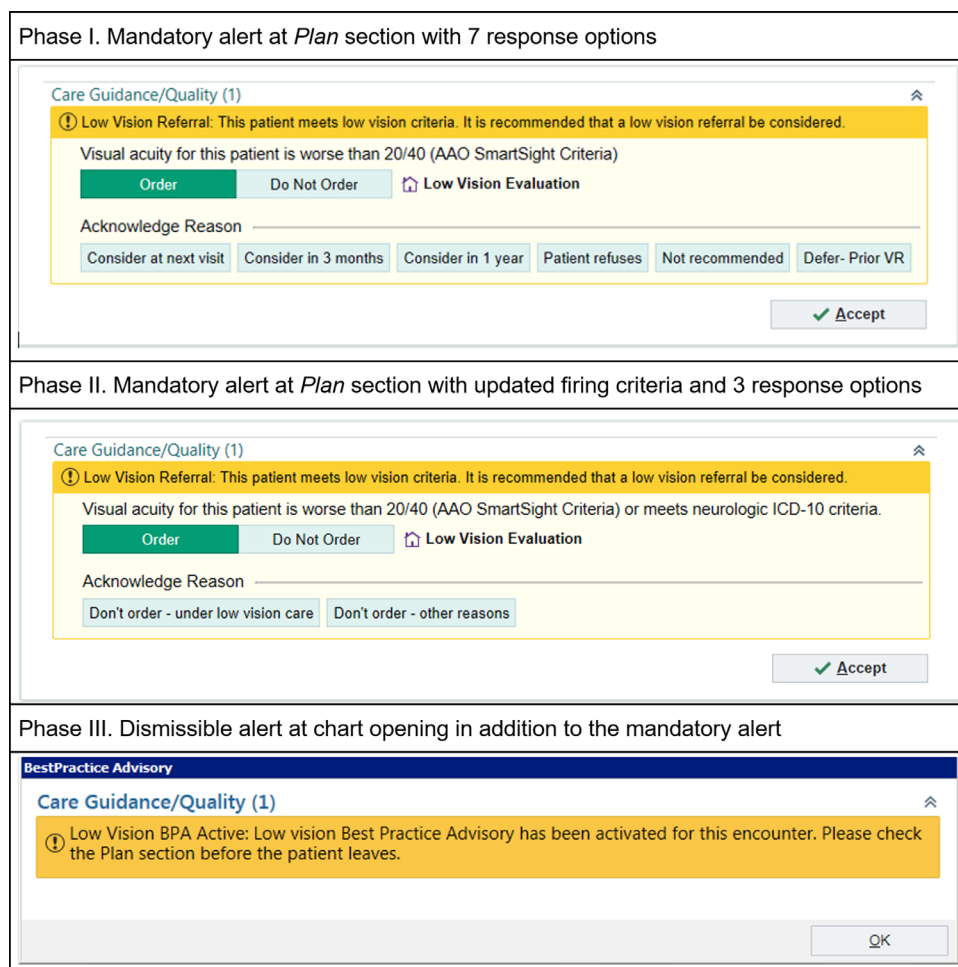 Phase I. Mandatory alert at Plan section with 7 response options
Care Guidance/Quality (1)
Low Vision Referral: This patient meets low vision criteria. It is recommended that a low vision referral be considered.
Visual acuity for this patient is worse than 20/40 (AAO SmartSight Criteria)
Order Do Not Order Low Vision Evaluation
Acknowledge Reason
Consider at next visit Consider in 3 months Consider in 1 year Patient refuses Not recommended Defer- Prior VR
Accept
Phase II. Mandatory alert at Plan section with updated firing criteria and 3 response options
Care Guidance/Quality (1)
Low Vision Referral: This patient meets low vision criteria. It is recommended that a low vision referral be considered.
Visual acuity for this patient is worse than 20/40 (AAO SmartSight Criteria) or meets neurologic ICD-10 criteria.
Order Do Not Order Low Vision Evaluation
Acknowledge Reason
Don't order - under low vision care Don't order - other reasons
Accept
Phase III. Dismissible alert at chart opening in addition to the mandatory alert
BestPractice Advisory
Care Guidance/Quality (1)
Low Vision BPA Active: Low vision Best Practice Advisory has been activated for this encounter. Please check
the Plan section before the patient leaves.
OK